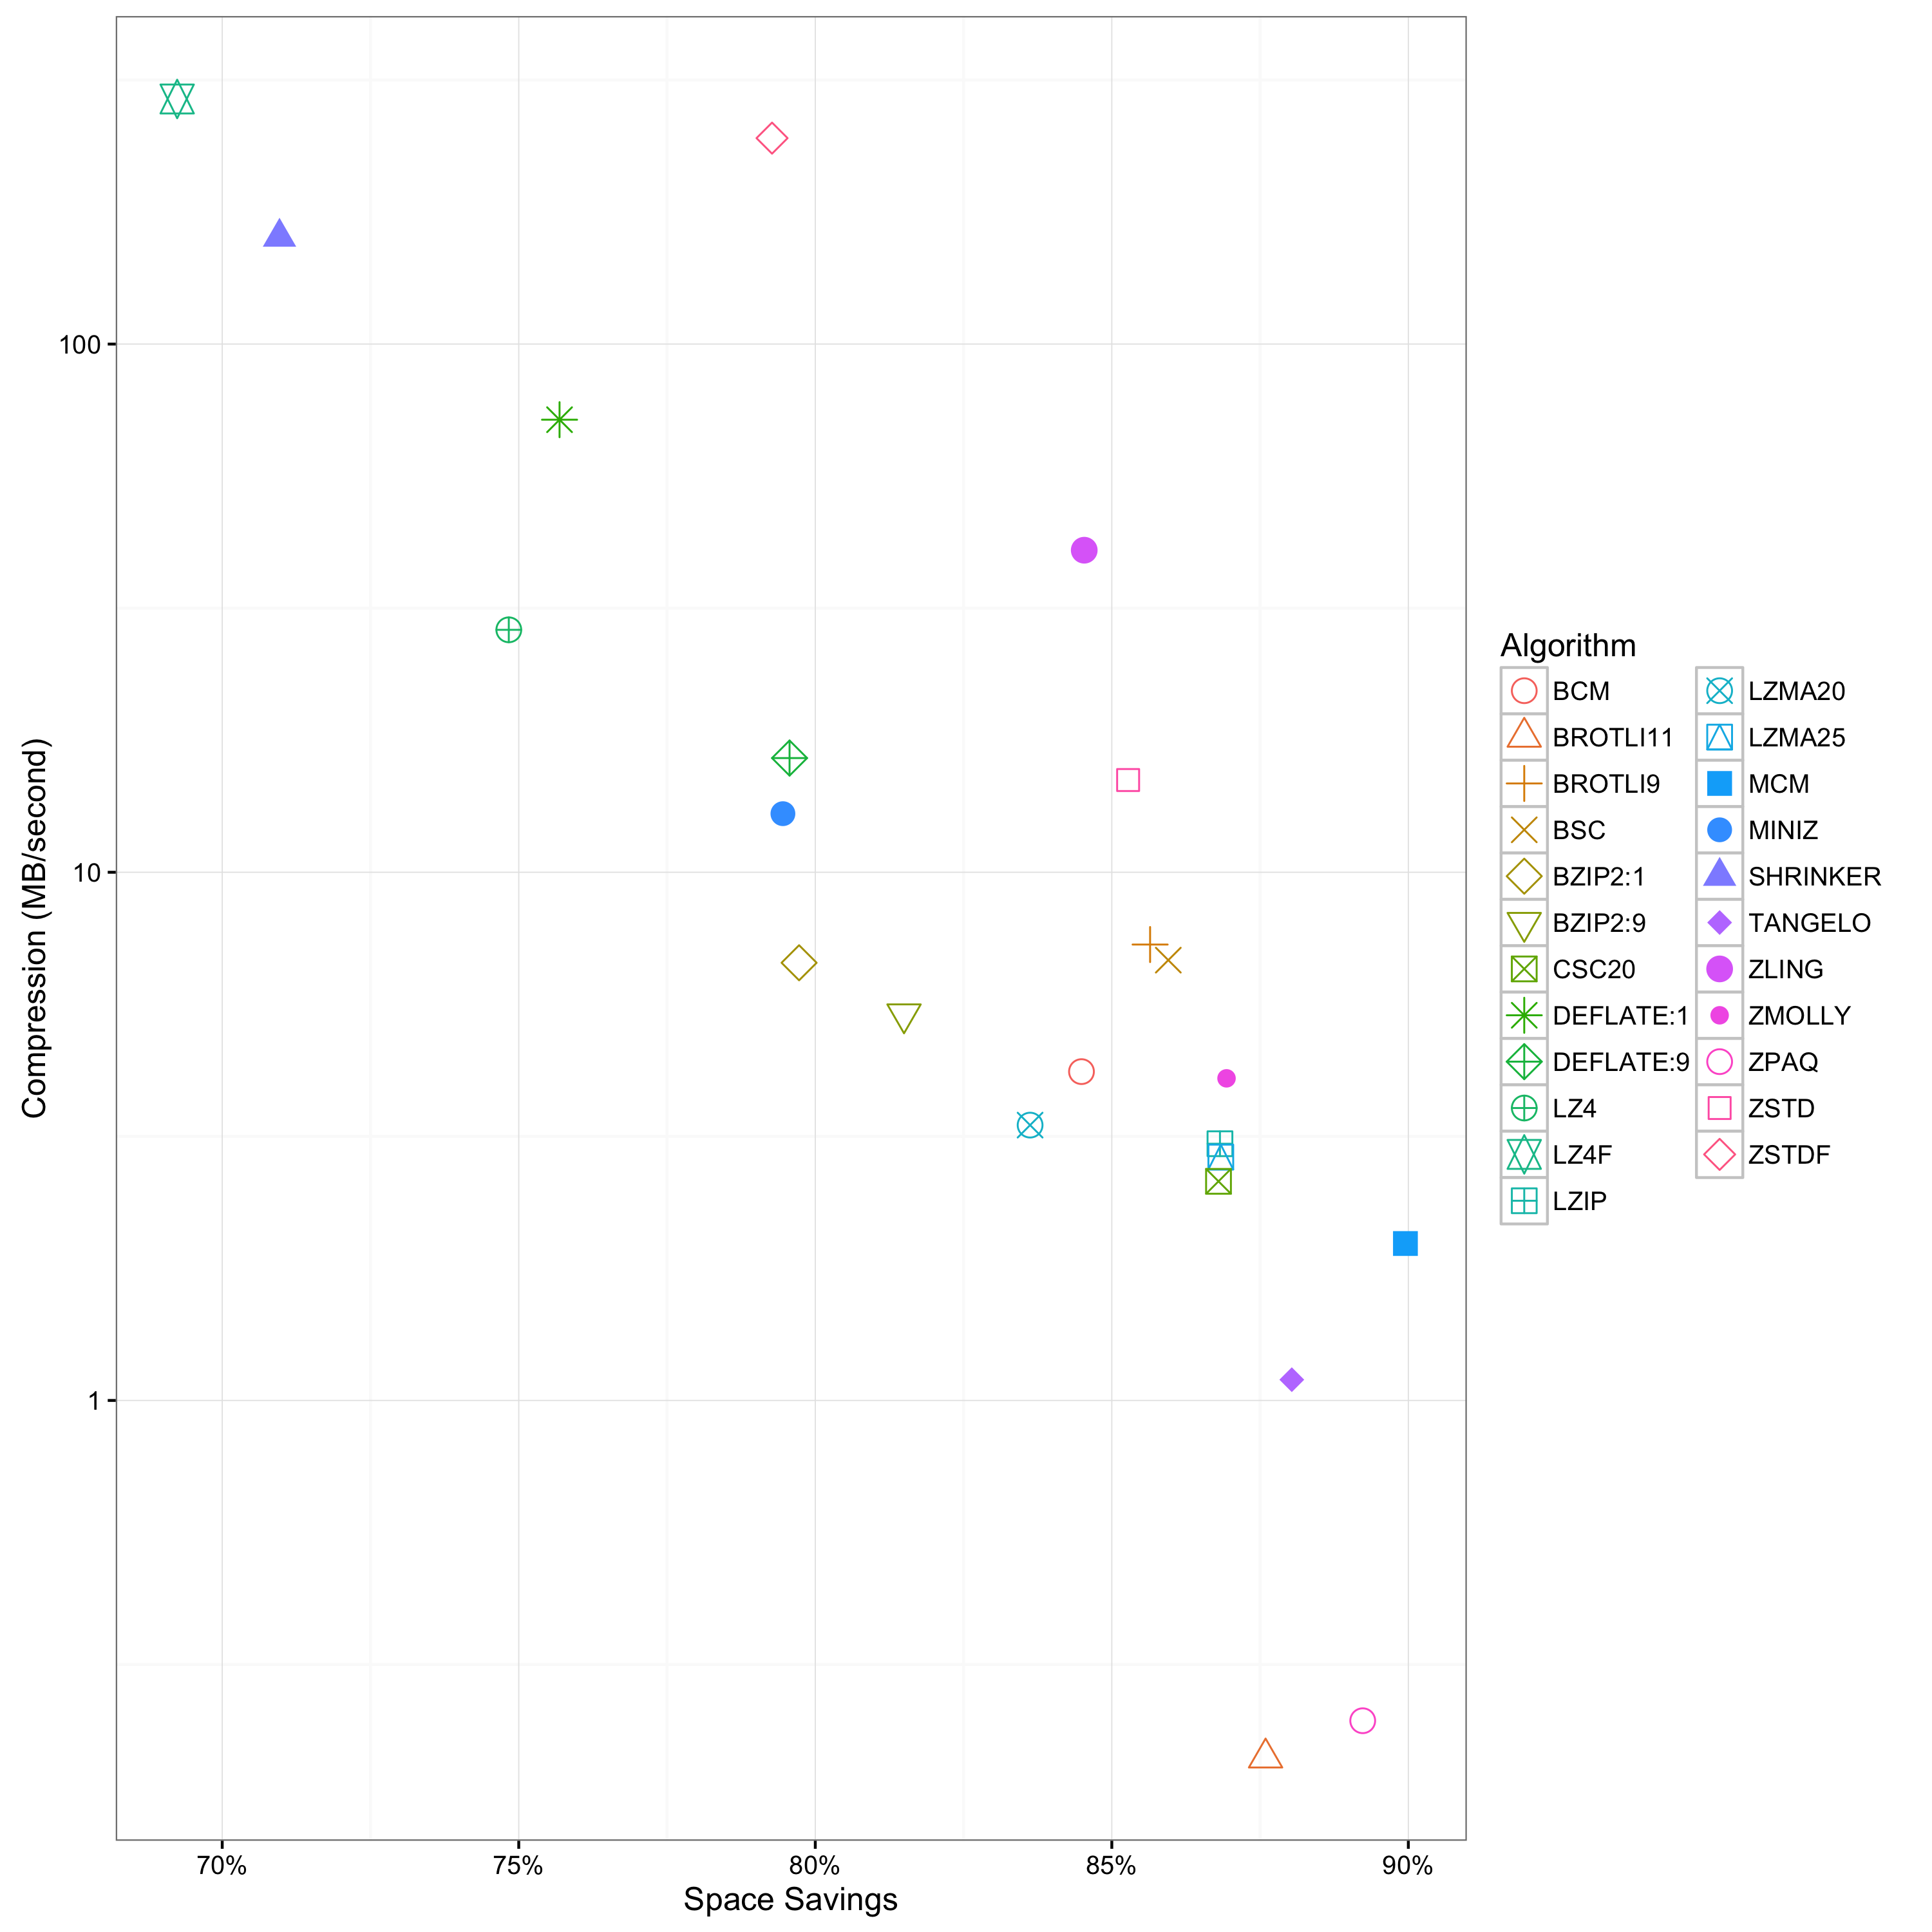 100
10
1
Compression (MB/second)
70%
75%
80%
85%
90%
Space Savings
Algorithm
BCM
BROTLI11
BROTLI9
BSC
BZIP2:1
BZIP2:9
CSC20
DEFLATE:1
DEFLATE:9
LZ4
LZ4F
LZIP
LZMA20
LZMA25
MCM
MINIZ
SHRINKER
TANGELO
ZLING
ZMOLLY
ZPAQ
ZSTD
ZSTDF